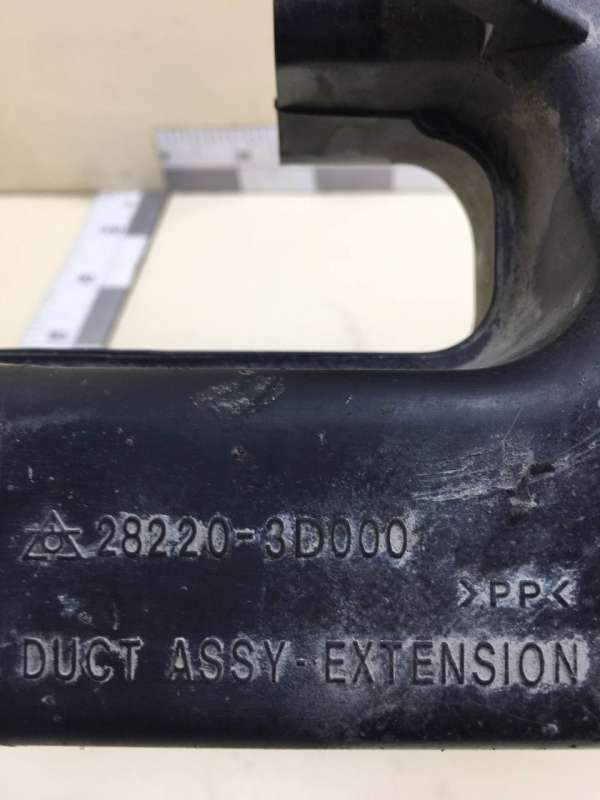 28220-3D000
>PP<
DUCT ASSY-EXTENSION